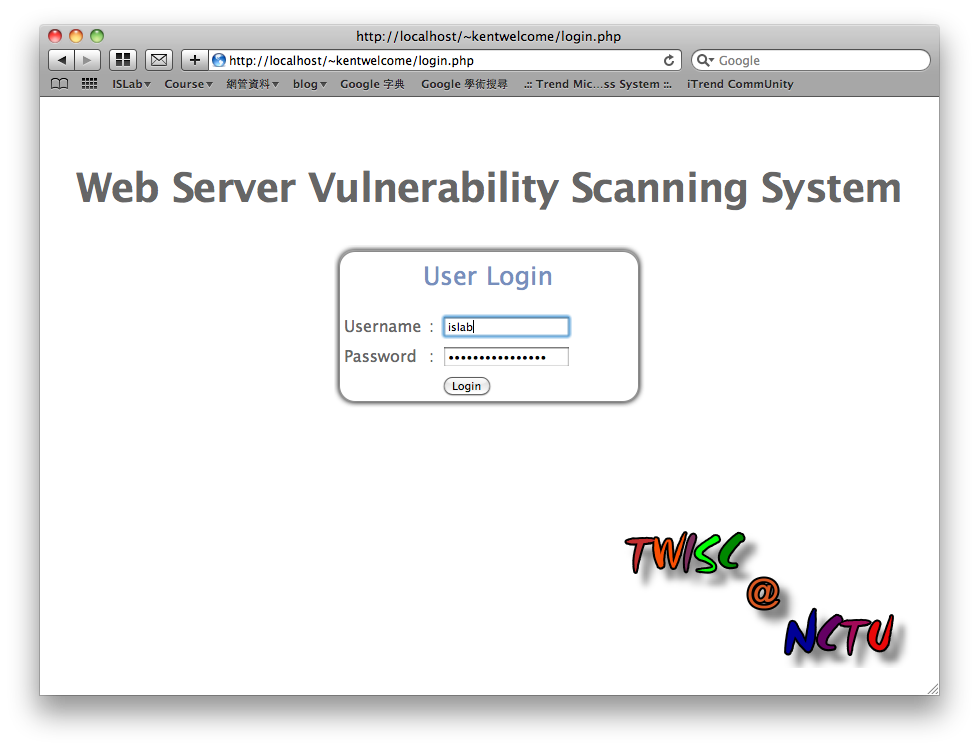 http://localhost/~kentwelcome/login.php
http://localhost/~kentwelcome/login.php Google
ISLab Course 網管資料 blog Google 字典 Google 學術搜尋 .:: Trend Mic...ss System ::. iTrend CommUnity
Web Server Vulnerability Scanning System
User Login
Username : islab
Password : ••••••••••••••••
Login
TWISC
@
NCTU